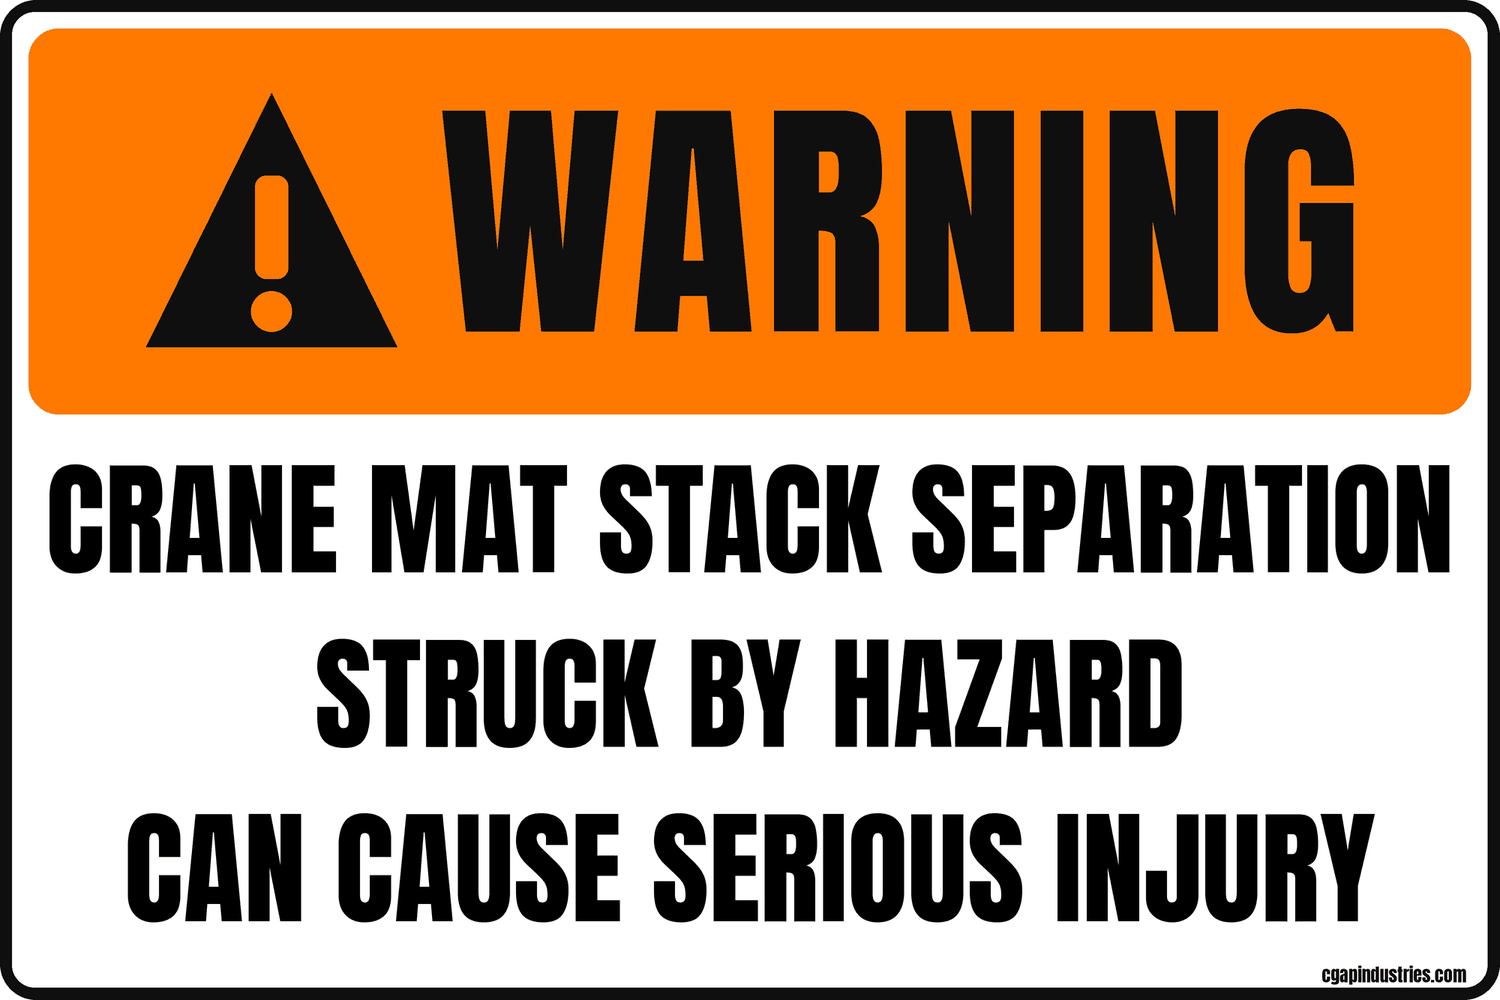 WARNING
CRANE MAT STACK SEPARATION
STRUCK BY HAZARD
CAN CAUSE SERIOUS INJURY
cgapindustries.com